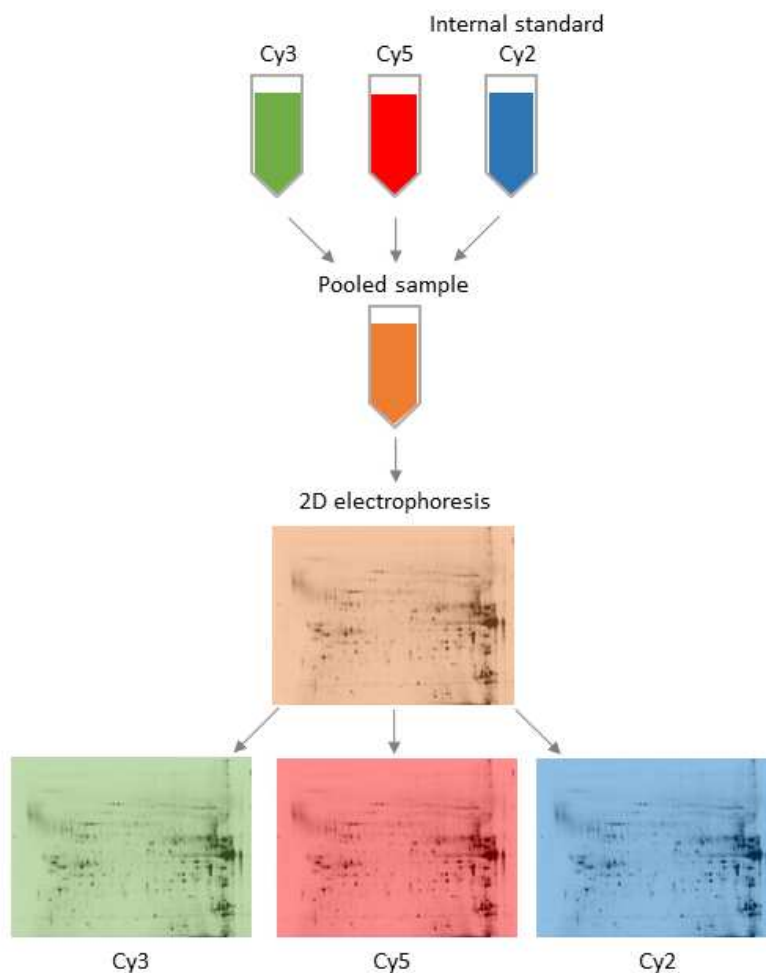 Internal standard
Cy3 Cy5 Cy2
Pooled sample
2D electrophoresis
Cy3 Cy5 Cy2